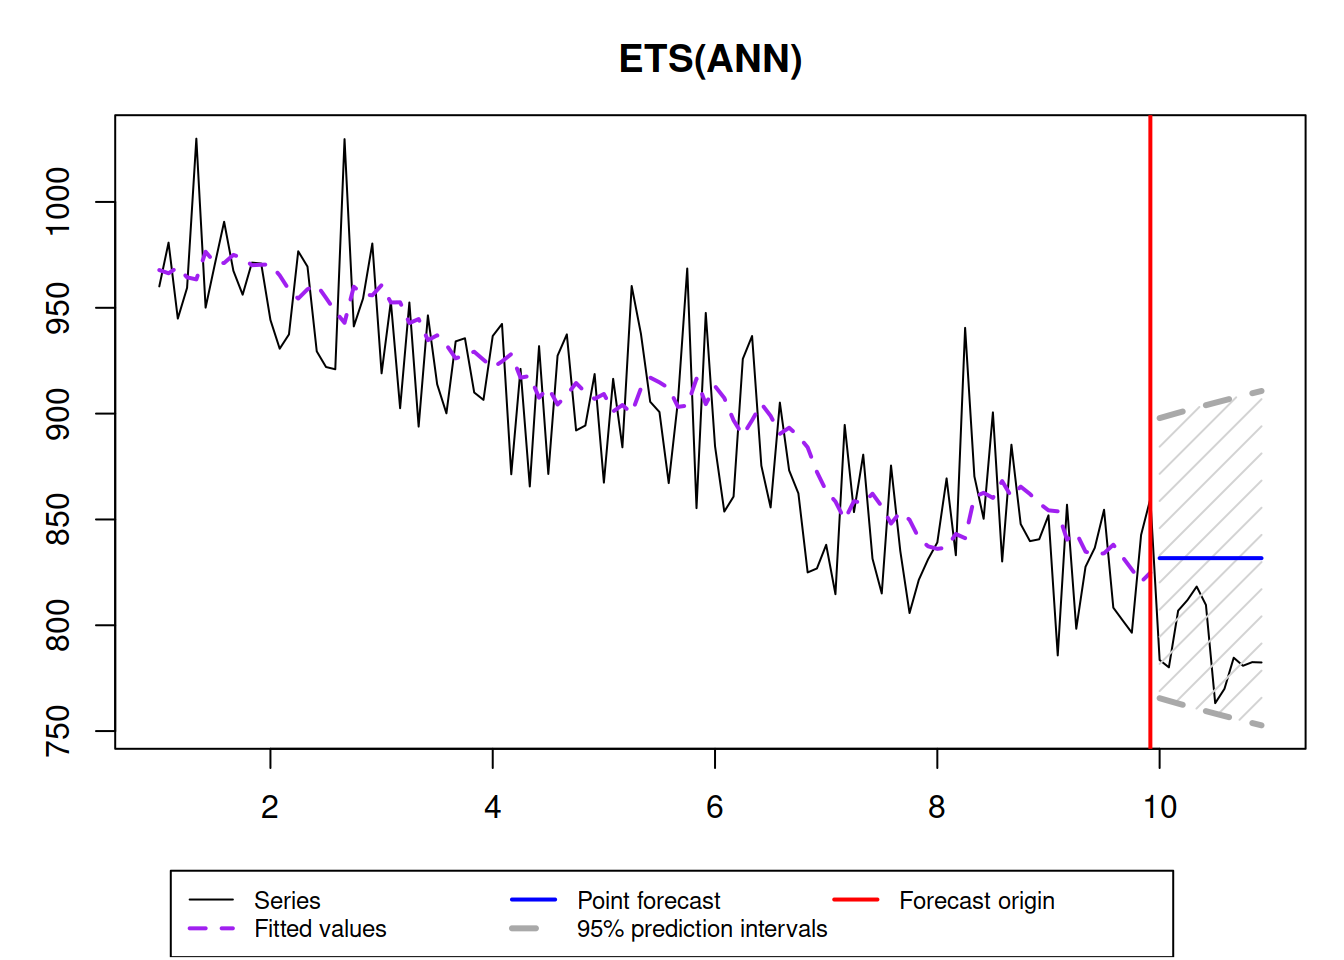 ETS(ANN)
1000
950
900
850
800
750
2 4 6 8 10
Series Point forecast Forecast origin
Fitted values 95% prediction intervals